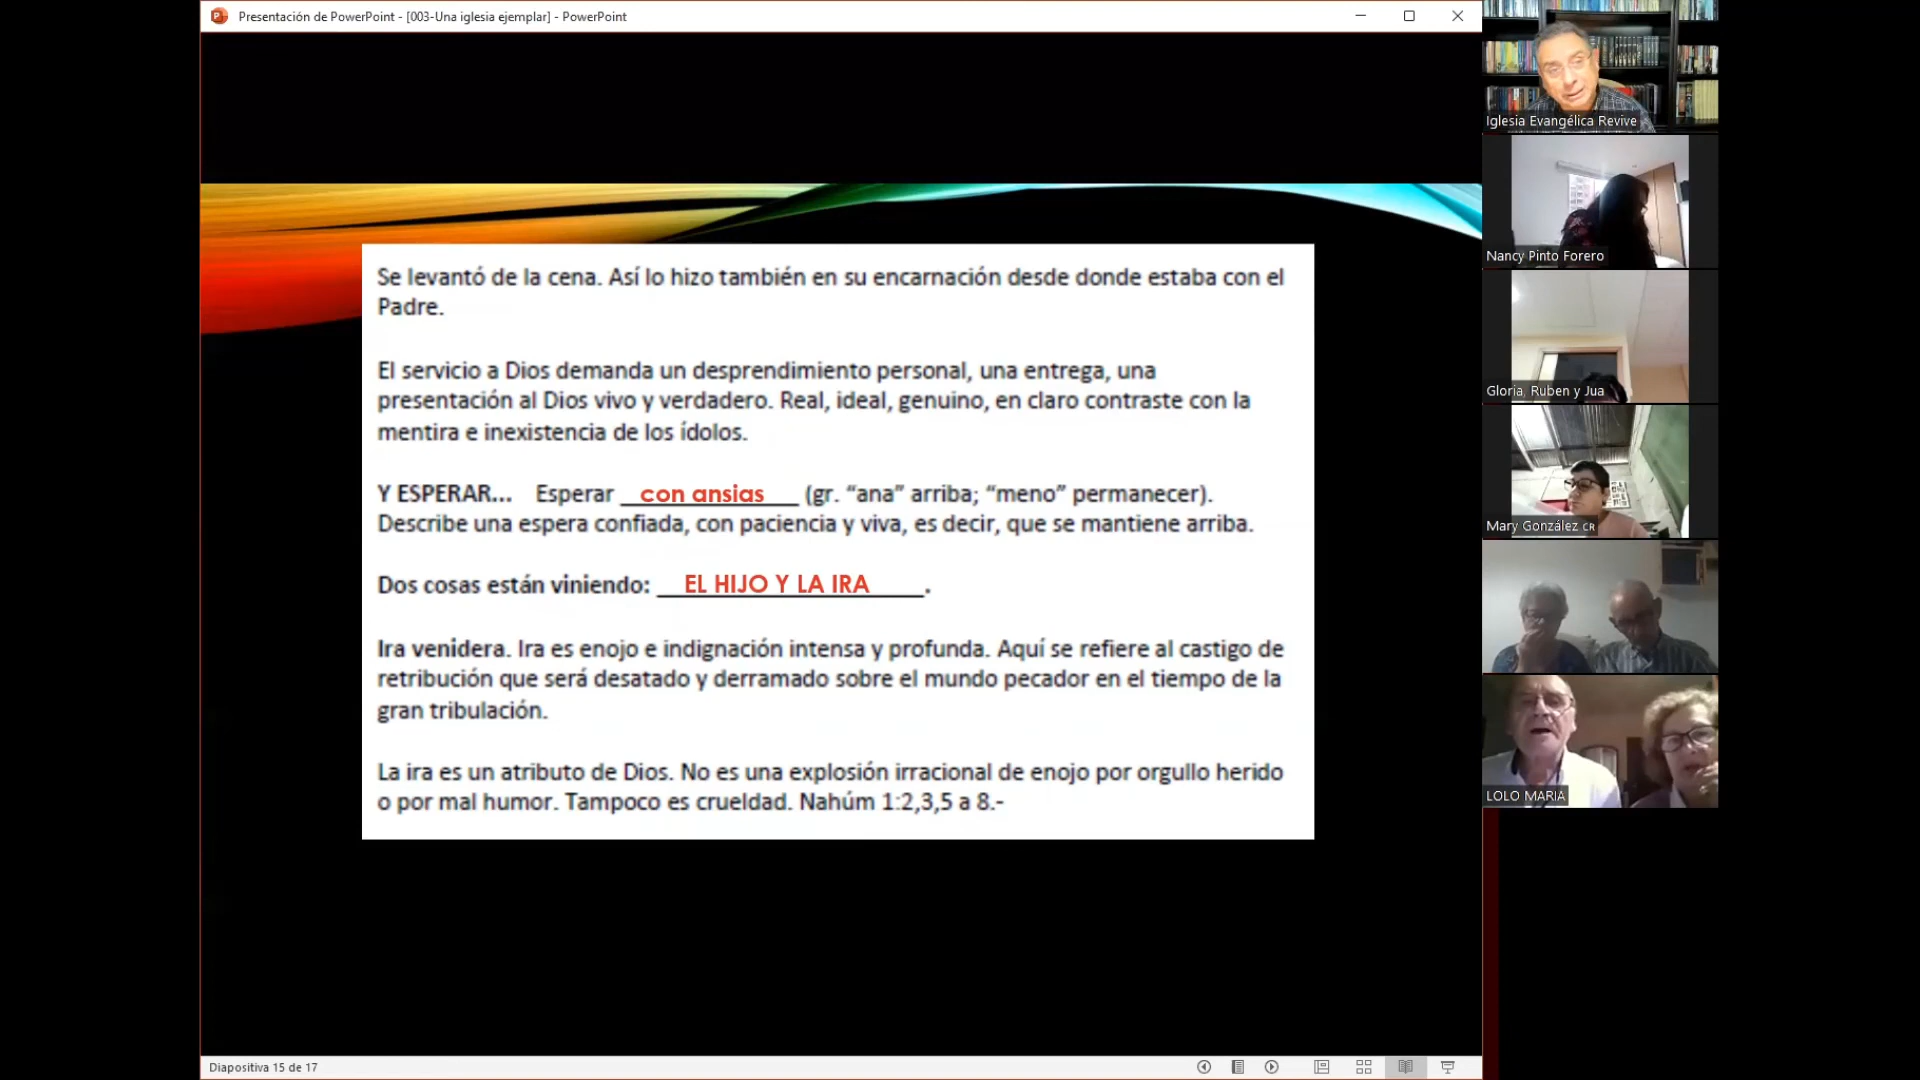 Presentación de PowerPoint - [003-Una iglesia ejemplar] - PowerPoint
Se levantó de la cena. Así lo hizo también en su encarnación desde donde estaba con el
Padre.
El servicio a Dios demanda un desprendimiento personal, una entrega, una
presentación al Dios vivo y verdadero. Real, ideal, genuino, en claro contraste con la
mentira e inexistencia de los ídolos.
Y ESPERAR... Esperar __con ansias___ (gr. “ana” arriba; “meno” permanecer).
Describe una espera confiada, con paciencia y viva, es decir, que se mantiene arriba.
Dos cosas están viniendo: __EL HIJO Y LA IRA____.
Ira venidera. Ira es enojo e indignación intensa y profunda. Aquí se refiere al castigo de
retribución que será desatado y derramado sobre el mundo pecador en el tiempo de la
gran tribulación.
La ira es un atributo de Dios. No es una explosión irracional de enojo por orgullo herido
o por mal humor. Tampoco es crueldad. Nahúm 1:2,3,5 a 8.-
Diapositiva 15 de 17
Iglesia Evangélica Revive
Nancy Pinto Forero
Gloria, Ruben y Jua
Mary González CR
LOLO MARIA